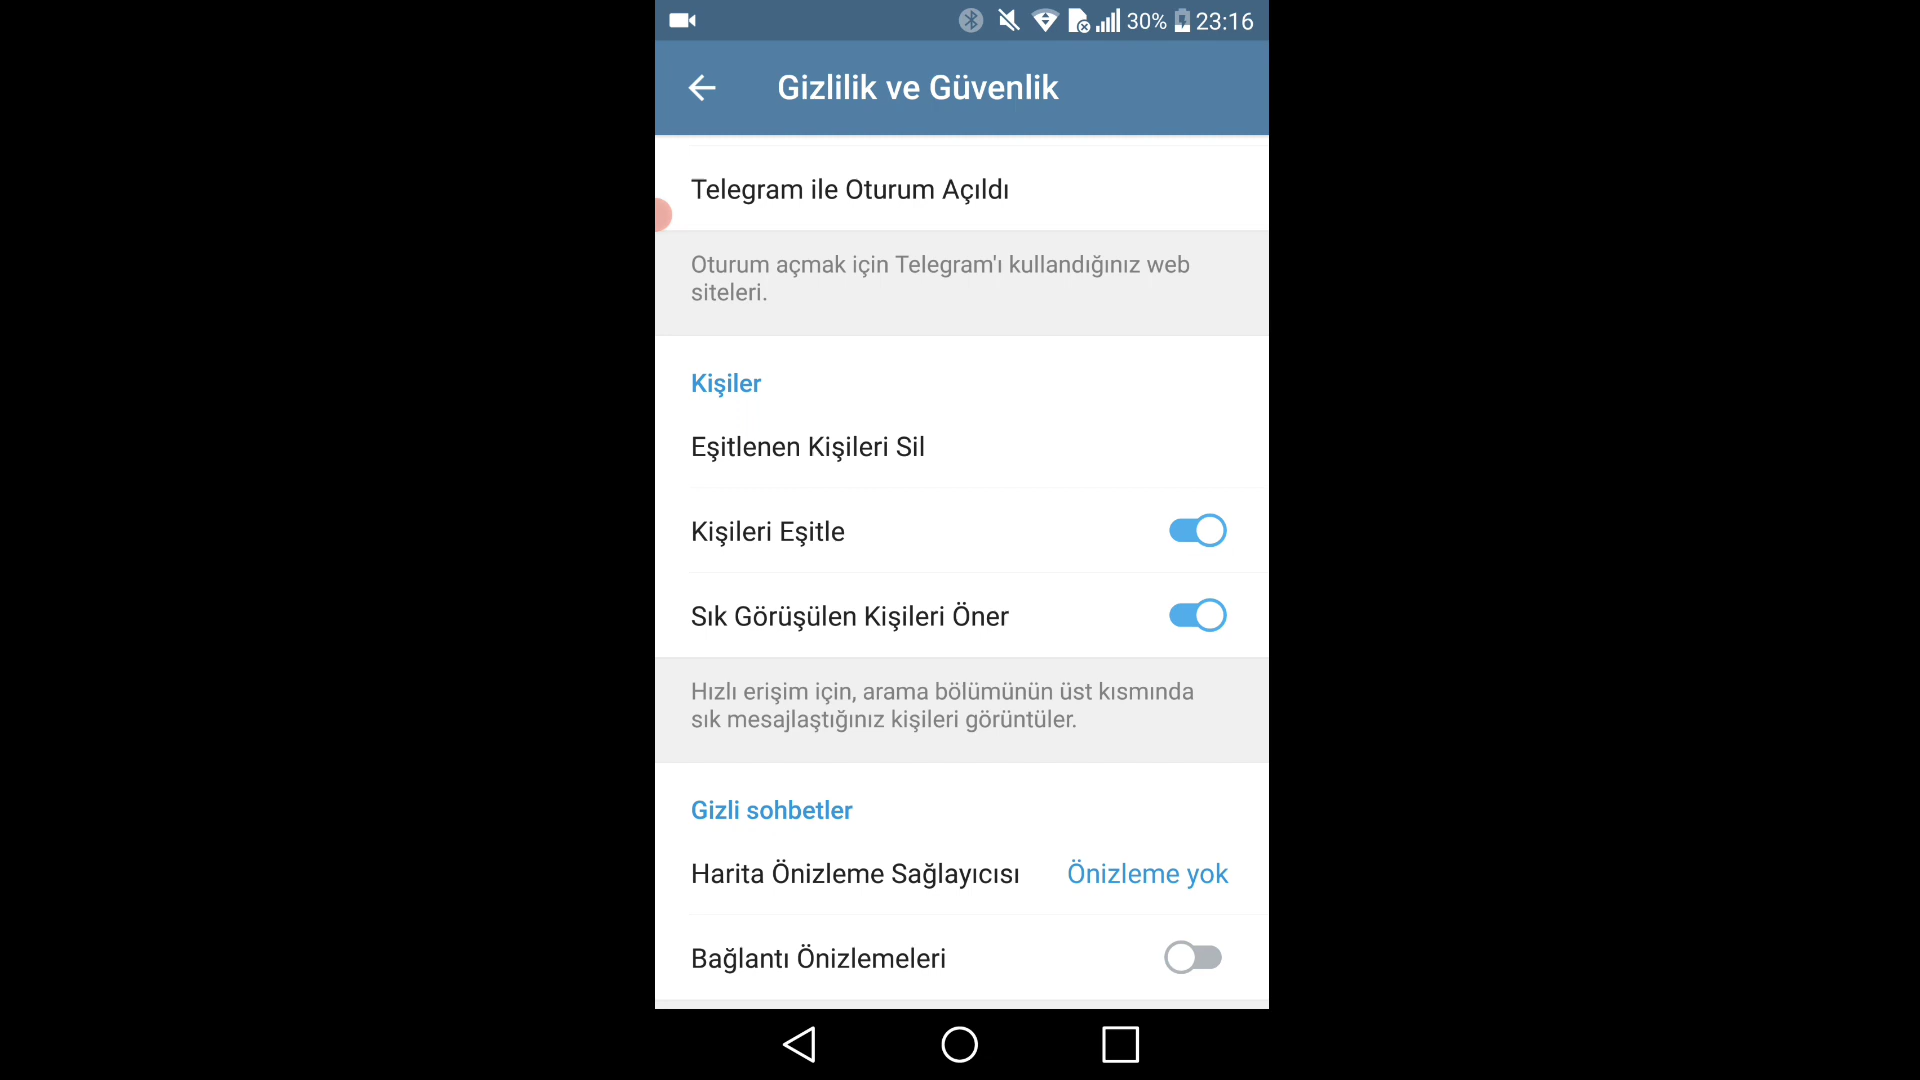 30% 23:16
Gizlilik ve Güvenlik
Telegram ile Oturum Açıldı
Oturum açmak için Telegram'ı kullandığınız web
siteleri.
Kişiler
Eşitlenen Kişileri Sil
Kişileri Eşitle
Sık Görüşülen Kişileri Öner
Hızlı erişim için, arama bölümünün üst kısmında
sık mesajlaştığınız kişileri görüntüler.
Gizli sohbetler
Harita Önizleme Sağlayıcısı Önizleme yok
Bağlantı Önizlemeleri